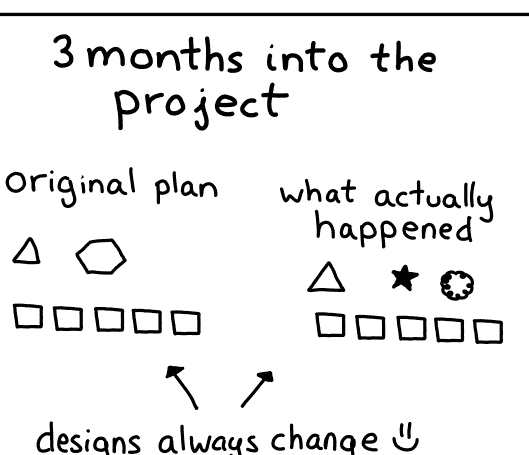 3 months into the
project
original plan
what actually
happened
designs always change